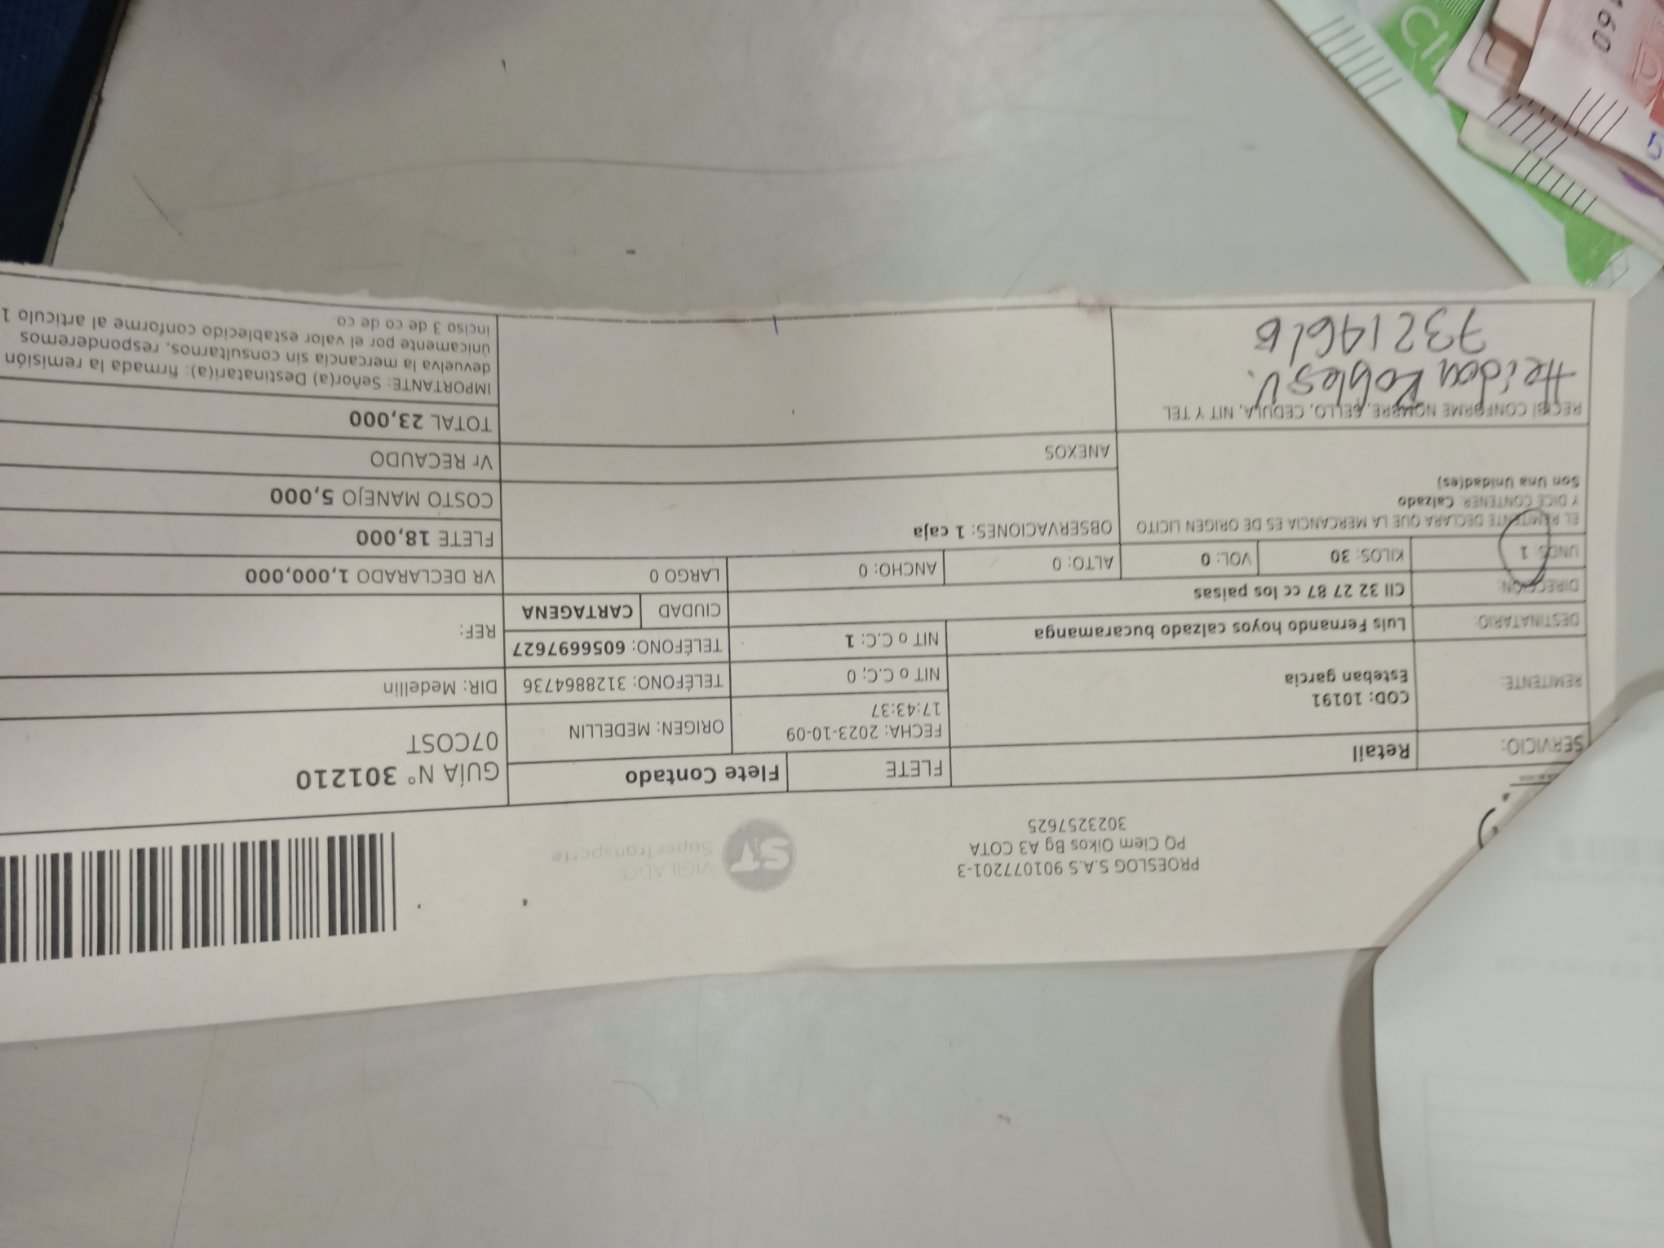 PROESLOG S.A.S 901077201-3
PQ Ciem Oikos Bg A3 COTA
3023257625
ST
VIGILADO
SuperTransporte
SERVICIO: Retail FLETE Flete Contado GUÍA N° 301210
07COST
REMITENTE: COD: 10191
Esteban garcia
FECHA: 2023-10-09
17:43:37
ORIGEN: MEDELLIN
NIT o C.C: 0 TELÉFONO: 3128864736 DIR: Medellin
DESTINATARIO: Luis Fernando hoyos calzado bucaramanga NIT o C.C: 1 TELÉFONO: 6056697627 REF:
DIRECCIÓN: Cll 32 27 87 cc los paisas CIUDAD CARTAGENA
UNDS: 1 KILOS: 30 VOL: 0 ALTO: 0 ANCHO: 0 LARGO 0 VR DECLARADO 1,000,000
EL REMITENTE DECLARA QUE LA MERCANCIA ES DE ORIGEN LICITO
Y DICE CONTENER: Calzado
Son Una Unidad(es)
OBSERVACIONES: 1 caja
FLETE 18,000
COSTO MANEJO 5,000
ANEXOS
Vr RECAUDO
TOTAL 23,000
RECIBÍ CONFORME NOMBRE, SELLO, CEDULA, NIT Y TEL
73214616
IMPORTANTE: Señor(a) Destinatari(a): firmada la remisión
devuelva la mercancía sin consultarnos, responderemos
únicamente por el valor establecido conforme al artículo 1
inciso 3 de co de co
160